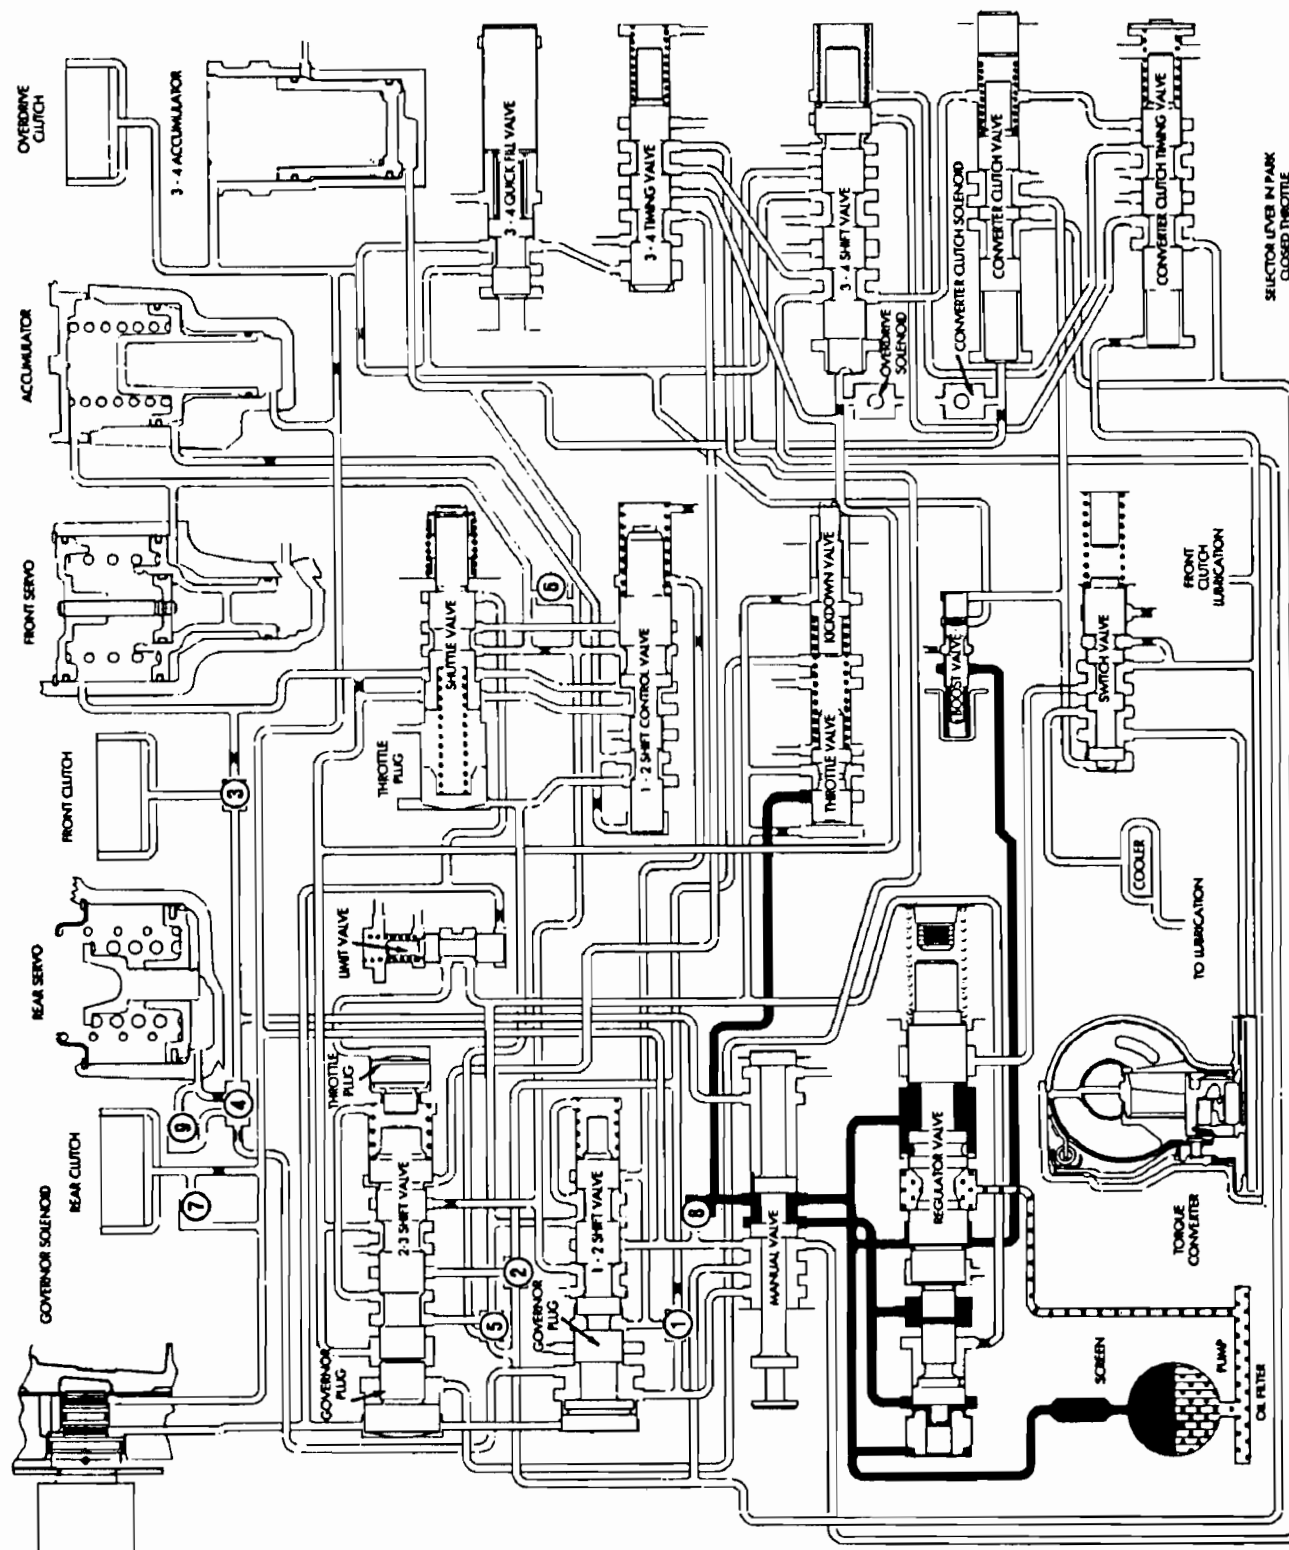 OVERDRIVE
CLUTCH
3 - 4 ACCUMULATOR
3 - 4 QUICK FILL VALVE
3 - 4 TIMING VALVE
3 - 4 SHIFT VALVE
OVERDRIVE
SOLENOID
CONVERTER CLUTCH SOLENOID
CONVERTER CLUTCH VALVE
CONVERTER CLUTCH TIMING VALVE
SELECTOR LEVER IN PARK
CLOSED THROTTLE
ACCUMULATOR
FRONT SERVO
SHUTTLE VALVE
THROTTLE
PLUG
6
1 - 2 SHIFT CONTROL VALVE
KICKDOWN VALVE
THROTTLE VALVE
BOOST VALVE
SWITCH VALVE
FRONT
CLUTCH
LUBRICATION
FRONT CLUTCH
3
REAR SERVO
LIMIT VALVE
COOLER
TO LUBRICATION
REAR CLUTCH
9
4
7
THROTTLE
PLUG
2-3 SHIFT VALVE
GOVERNOR
PLUG
5
2
1 - 2 SHIFT VALVE
GOVERNOR
PLUG
1
8
MANUAL VALVE
REGULATOR VALVE
TORQUE
CONVERTER
GOVERNOR SOLENOID
SCREEN
PUMP
OIL FILTER